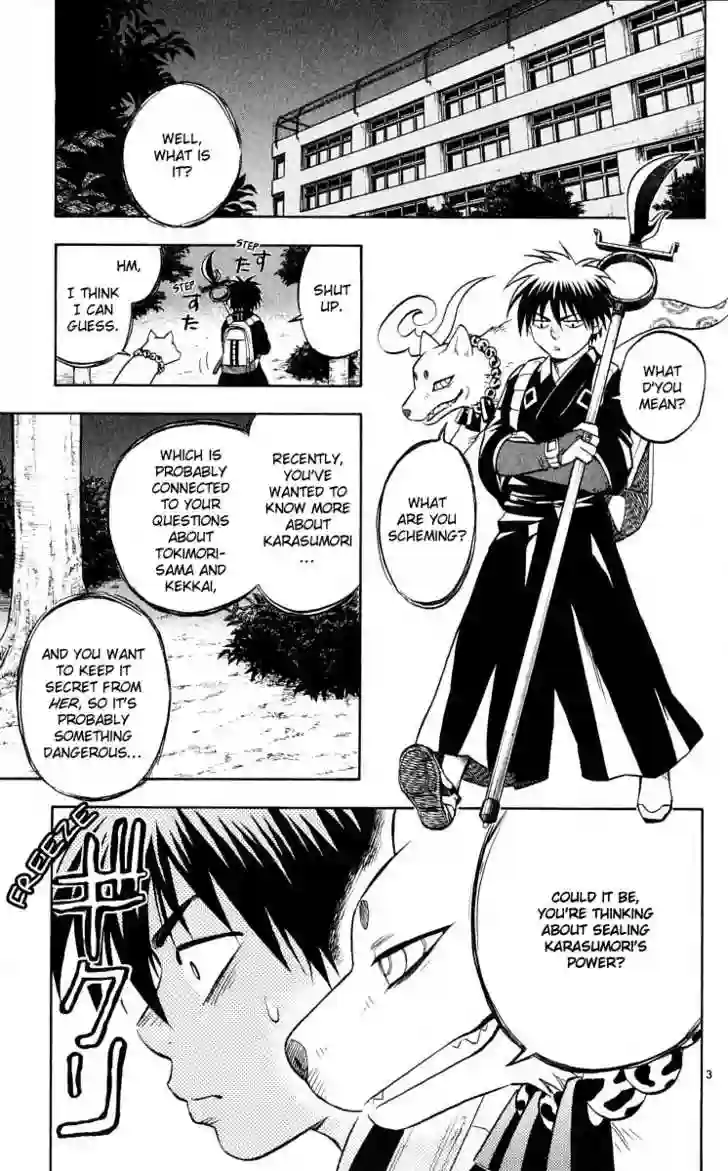 WELL,
WHAT IS
IT?
WHAT
D'YOU
MEAN?
WHAT
ARE YOU
SCHEMING?
SHUT
UP.
STEP
たす
STEP
すた
HM,
I THINK
I CAN
GUESS.
RECENTLY,
YOU'VE
WANTED TO
KNOW MORE
ABOUT
KARASUMORI
...
WHICH IS
PROBABLY
CONNECTED
TO YOUR
QUESTIONS
ABOUT
TOKIMORI-
SAMA AND
KEKKAI,
AND YOU WANT
TO KEEP IT
SECRET FROM
HER, SO IT'S
PROBABLY
SOMETHING
DANGEROUS...
COULD IT BE,
YOU'RE THINKING
ABOUT SEALING
KARASUMORI'S
POWER?
FREEZE
ギクリ
3